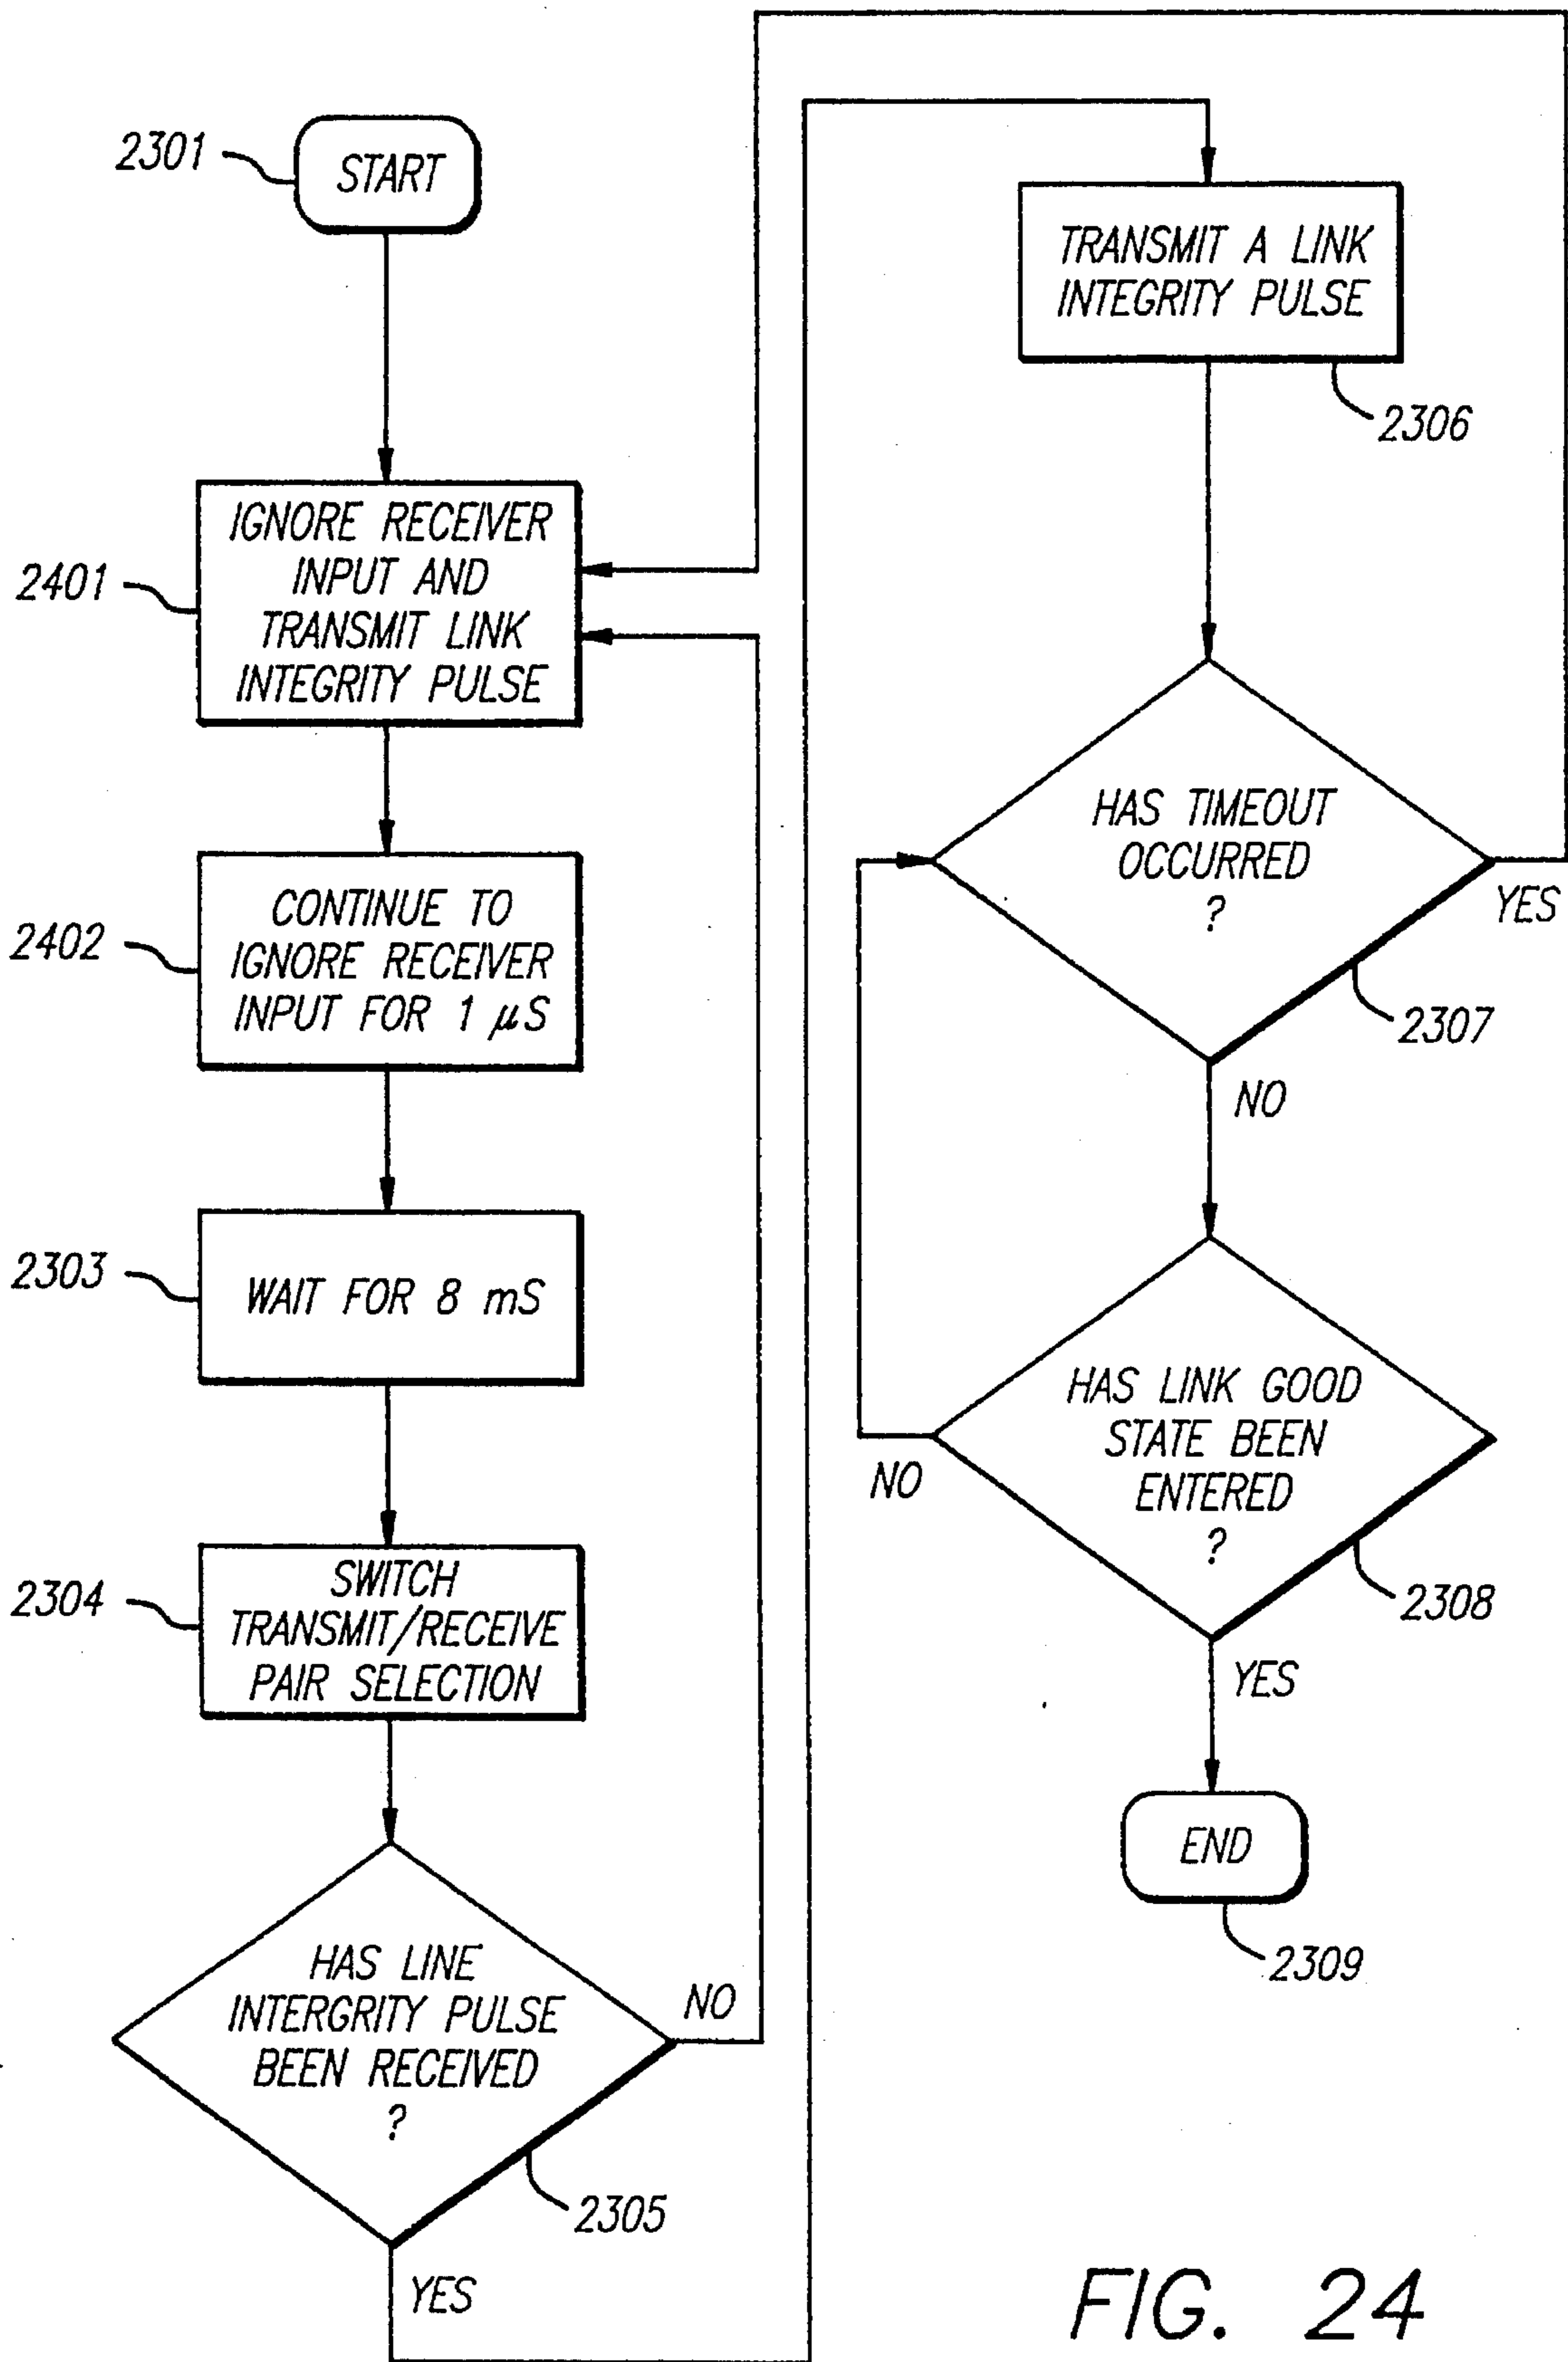 2301
START
2401
IGNORE RECEIVER
INPUT AND
TRANSMIT LINK
INTEGRITY PULSE
2402
CONTINUE TO
IGNORE RECEIVER
INPUT FOR 1 μS
2303
WAIT FOR 8 mS
2304
SWITCH
TRANSMIT/RECEIVE
PAIR SELECTION
HAS LINE
INTERGRITY PULSE
BEEN RECEIVED
?
NO
2305
YES
TRANSMIT A LINK
INTEGRITY PULSE
2306
HAS TIMEOUT
OCCURRED
?
YES
2307
NO
HAS LINK GOOD
STATE BEEN
ENTERED
?
NO
2308
YES
END
2309
FIG. 24